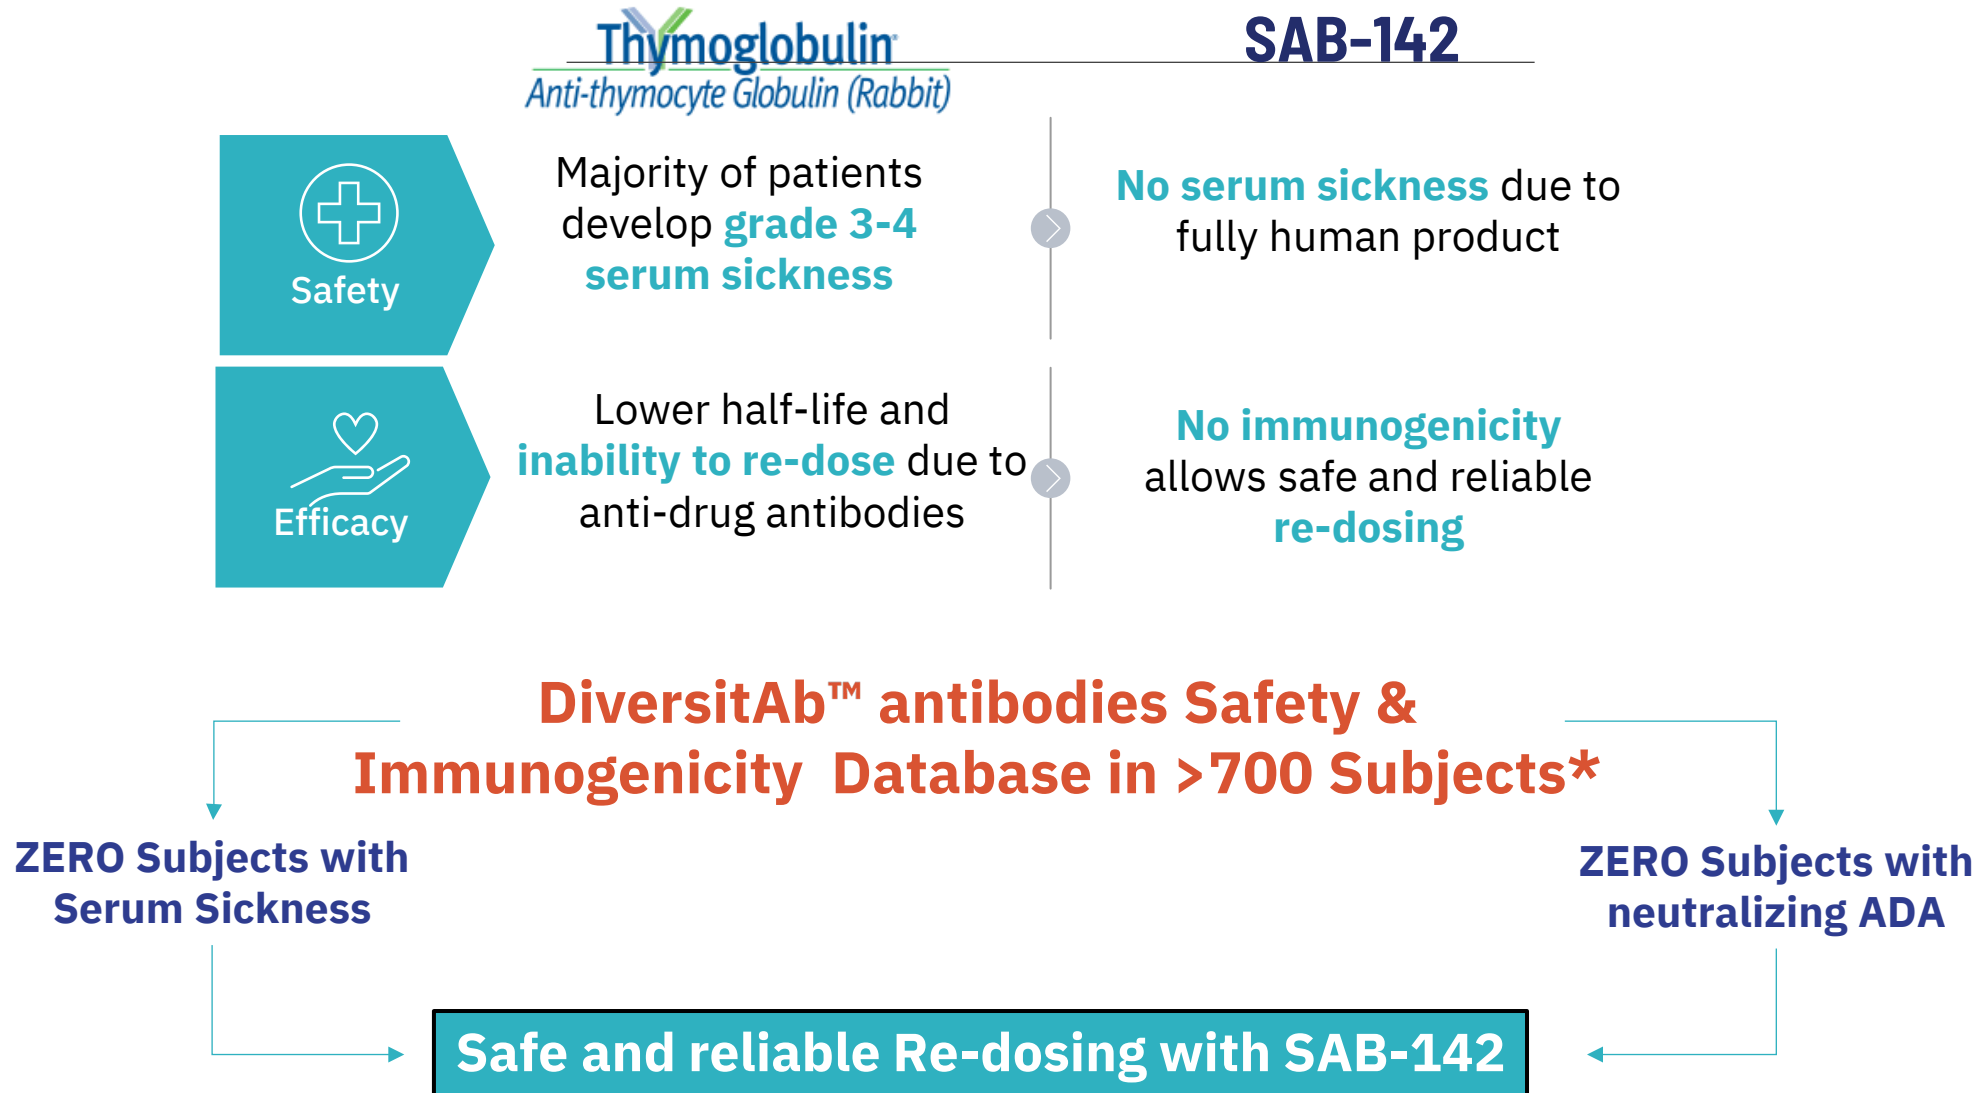 Thymoglobulin
Anti-thymocyte Globulin (Rabbit)
SAB-142
Safety
Majority of patients
develop grade 3-4
serum sickness
No serum sickness due to
fully human product
Efficacy
Lower half-life and
inability to re-dose due to
anti-drug antibodies
No immunogenicity
allows safe and reliable
re-dosing
DiversitAb™ antibodies Safety &
Immunogenicity Database in >700 Subjects*
ZERO Subjects with
Serum Sickness
ZERO Subjects with
neutralizing ADA
Safe and reliable Re-dosing with SAB-142